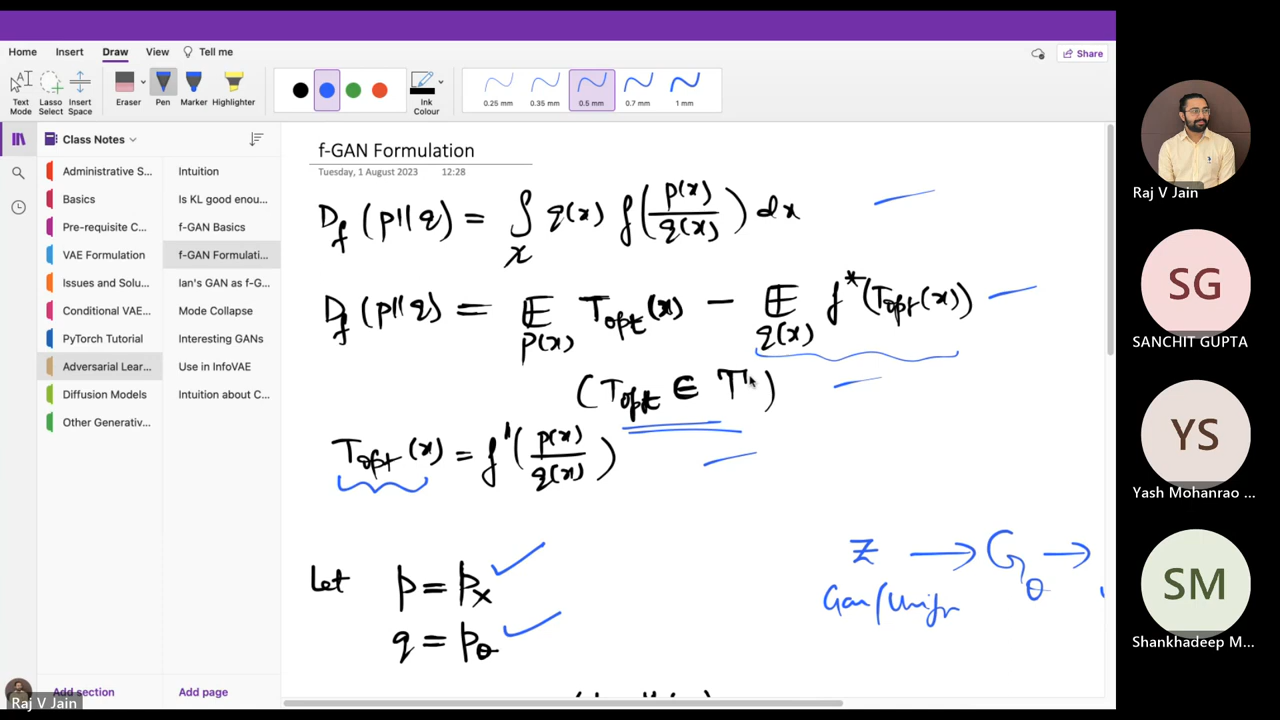 Home Insert Draw View Tell me
Share
Text Mode
Lasso Select
Insert Space
Eraser
Pen
Marker
Highlighter
Ink Colour
0.25 mm 0.35 mm 0.5 mm 0.7 mm 1 mm
Class Notes
Administrative S...
Basics
Pre-requisite C...
VAE Formulation
Issues and Solu...
Conditional VAE...
PyTorch Tutorial
Adversarial Lear...
Diffusion Models
Other Generativ...
Add section
Intuition
Is KL good enou...
f-GAN Basics
f-GAN Formulati...
Ian's GAN as f-G...
Mode Collapse
Interesting GANs
Use in InfoVAE
Intuition about C...
Add page
f-GAN Formulation
Tuesday, 1 August 2023 12:28
D_f (p||q) = ∫_X q(x) f(p(x)/q(x)) dx
D_f (p||q) = 𝔼_p(x) T_opt(x) − 𝔼_q(x) f*(T_opt(x))
(T_opt ∈ T)
T_opt(x) = f'(p(x)/q(x))
Let p = p_x
q = p_θ
z → G_θ →
Raj V Jain
SG
SANCHIT GUPTA
YS
Yash Mohanrao ...
SM
Shankhadeep M...
Raj V Jain